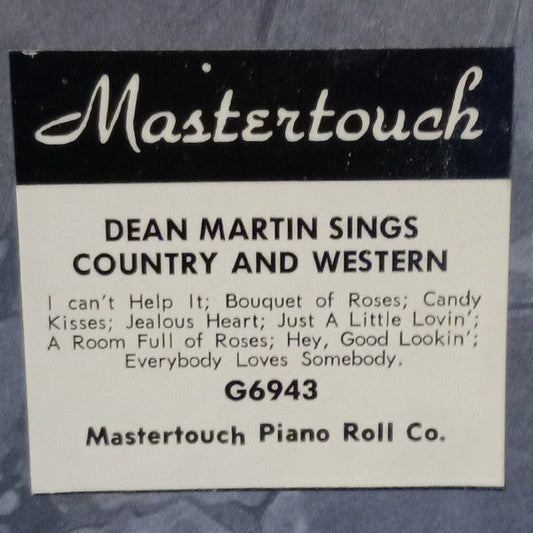 Mastertouch
DEAN MARTIN SINGS
COUNTRY AND WESTERN
I can't Help It; Bouquet of Roses; Candy
Kisses; Jealous Heart; Just A Little Lovin';
A Room Full of Roses; Hey, Good Lookin';
Everybody Loves Somebody.
G6943
Mastertouch Piano Roll Co.